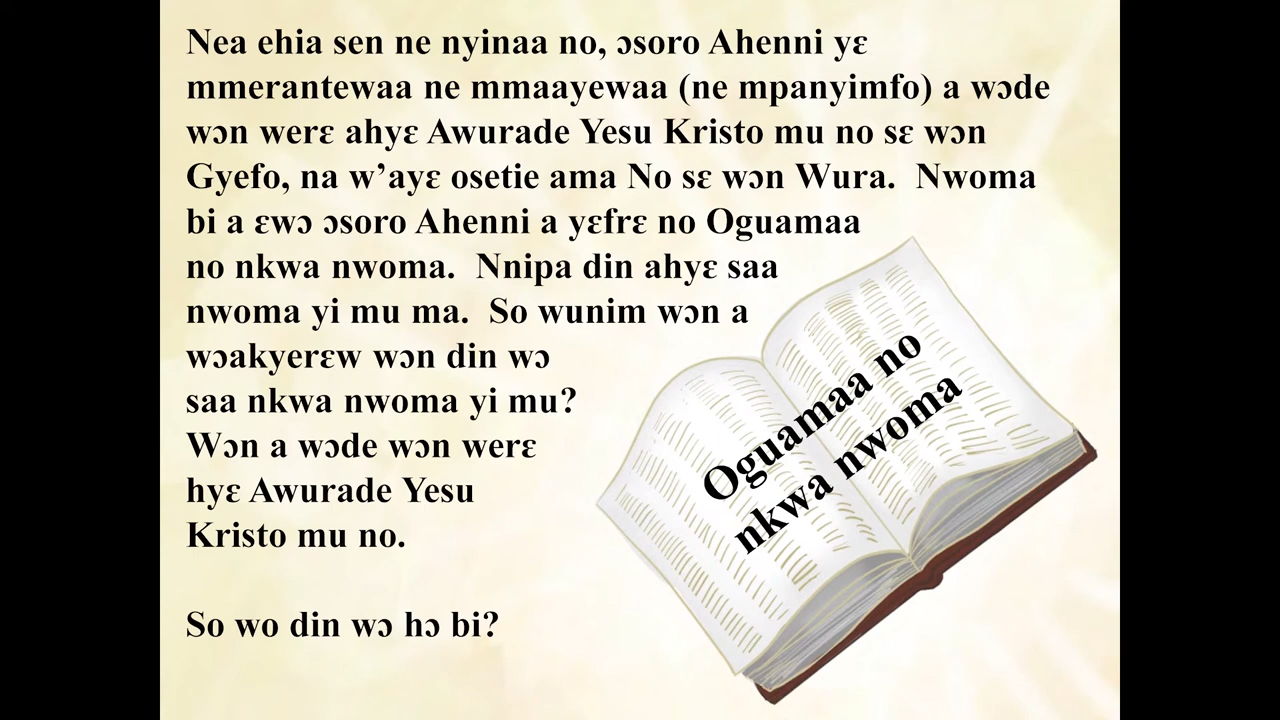 Nea ehia sen ne nyinaa no, ɔsoro Ahenni yɛ
mmerantewaa ne mmaayewaa (ne mpanyimfo) a wɔde
wɔn werɛ ahyɛ Awurade Yesu Kristo mu no sɛ wɔn
Gyefo, na w’ayɛ osetie ama No sɛ wɔn Wura.  Nwoma
bi a ɛwɔ ɔsoro Ahenni a yɛfrɛ no Oguamaa
no nkwa nwoma.  Nnipa din ahyɛ saa
nwoma yi mu ma.  So wunim wɔn a
wɔakyerɛw wɔn din wɔ
saa nkwa nwoma yi mu?
Wɔn a wɔde wɔn werɛ
hyɛ Awurade Yesu
Kristo mu no.
So wo din wɔ hɔ bi?
Oguamaa no
nkwa nwoma